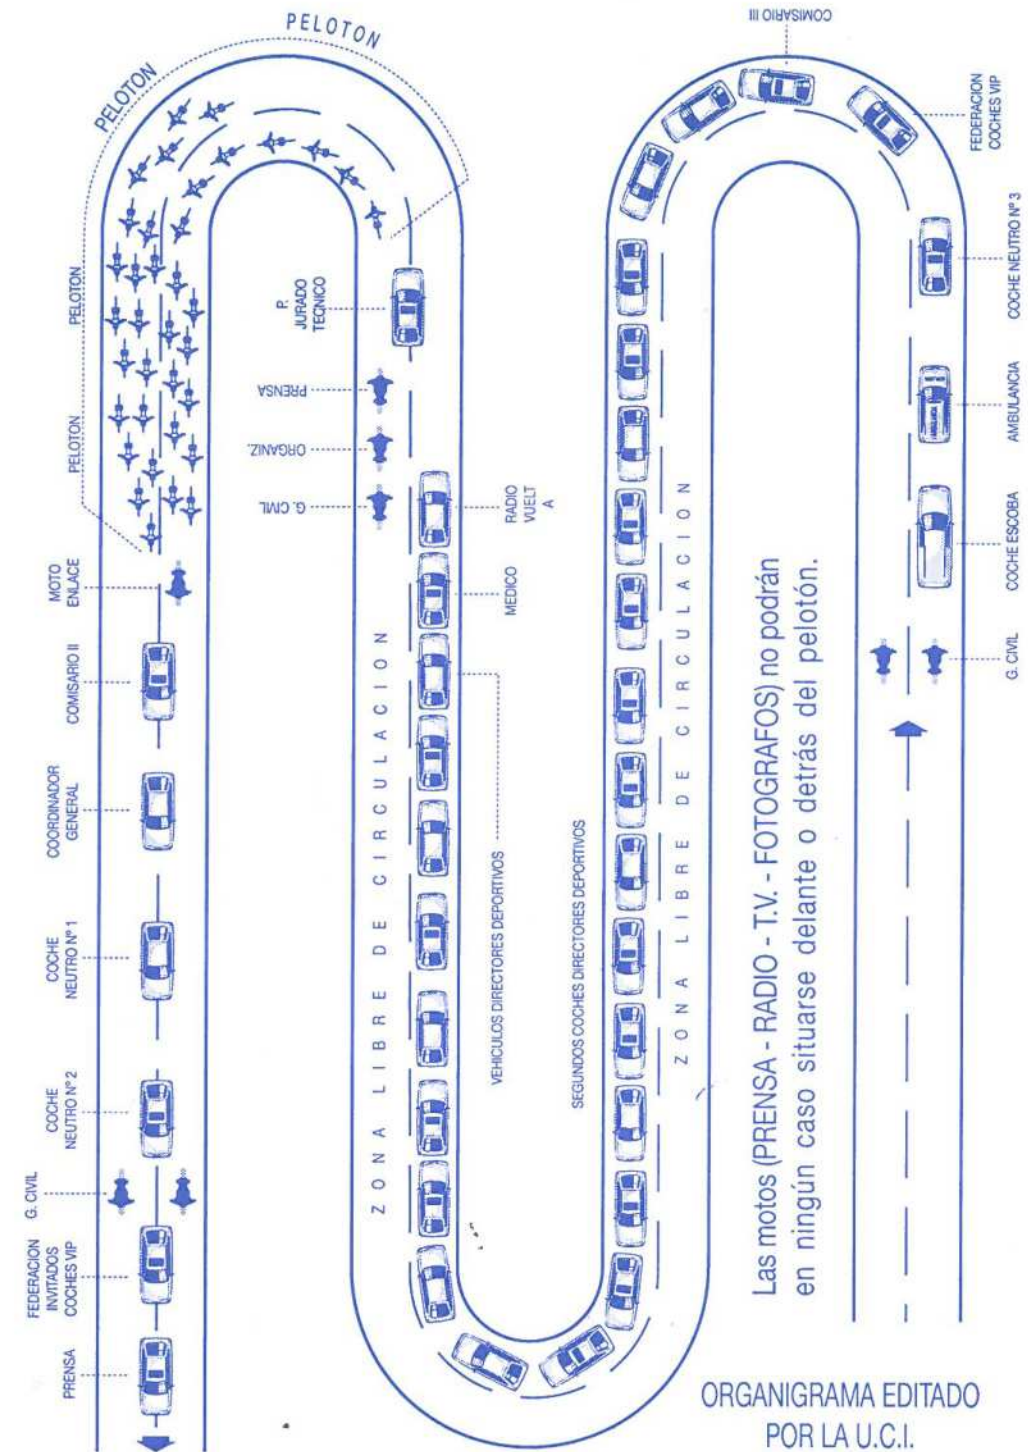 PELOTON
PELOTON
PELOTON
PELOTON
MOTO
ENLACE
COMISARIO II
COORDINADOR
GENERAL
COCHE
NEUTRO Nº 1
COCHE
NEUTRO Nº 2
G. CIVIL
FEDERACION
INVITADOS
COCHES VIP
PRENSA
P.
JURADO
TECNICO
PRENSA
ORGANIZ.
G. CIVIL
RADIO
VUELT
A
MEDICO
ZONA LIBRE DE CIRCULACION
VEHICULOS DIRECTORES DEPORTIVOS
SEGUNDOS COCHES DIRECTORES DEPORTIVOS
ZONA LIBRE DE CIRCULACION
COMISARIO III
FEDERACION
COCHES VIP
COCHE NEUTRO Nº 3
AMBULANCIA
AMBULANCIA
COCHE ESCOBA
G. CIVIL
Las motos (PRENSA - RADIO - T.V. - FOTOGRAFOS) no podrán
en ningún caso situarse delante o detrás del pelotón.
ORGANIGRAMA EDITADO
POR LA U.C.I.